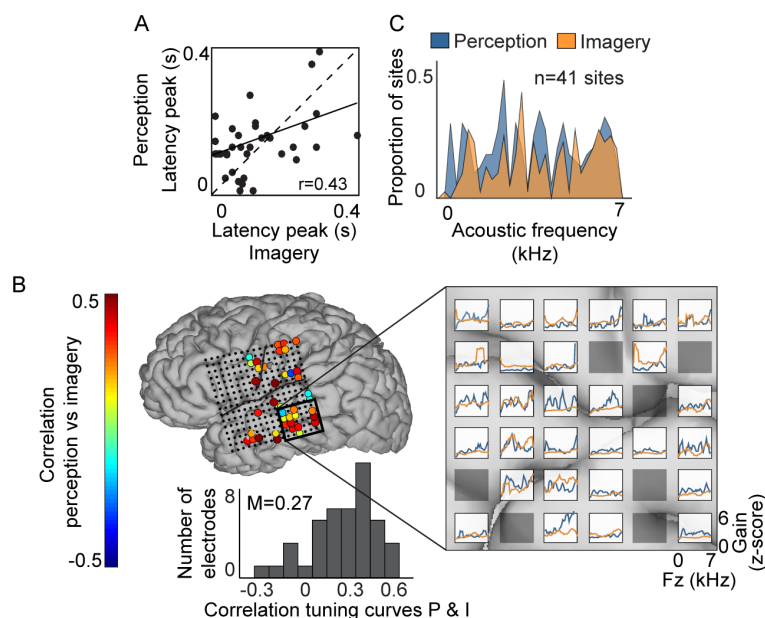 A
Perception
Latency peak (s)
0.4
0
r=0.43
0
0.4
Latency peak (s)
Imagery
C
Perception
Imagery
n=41 sites
Proportion of sites
0.5
0
0
7
Acoustic frequency
(kHz)
B
Correlation
perception vs imagery
0.5
-0.5
Number of
electrodes
8
0
M=0.27
-0.3
0
0.3
0.6
Correlation tuning curves P & I
6
0
Gain
(z-score)
0
7
Fz (kHz)